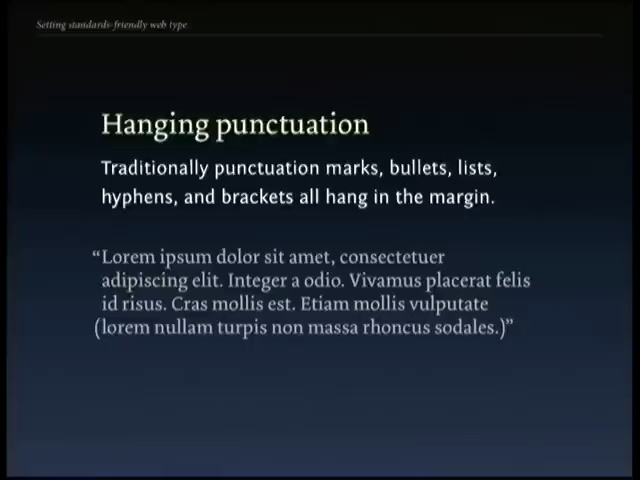 Setting standards-friendly web type
Hanging punctuation
Traditionally punctuation marks, bullets, lists,
hyphens, and brackets all hang in the margin.
“Lorem ipsum dolor sit amet, consectetuer
adipiscing elit. Integer a odio. Vivamus placerat felis
id risus. Cras mollis est. Etiam mollis vulputate
(lorem nullam turpis non massa rhoncus sodales.)”